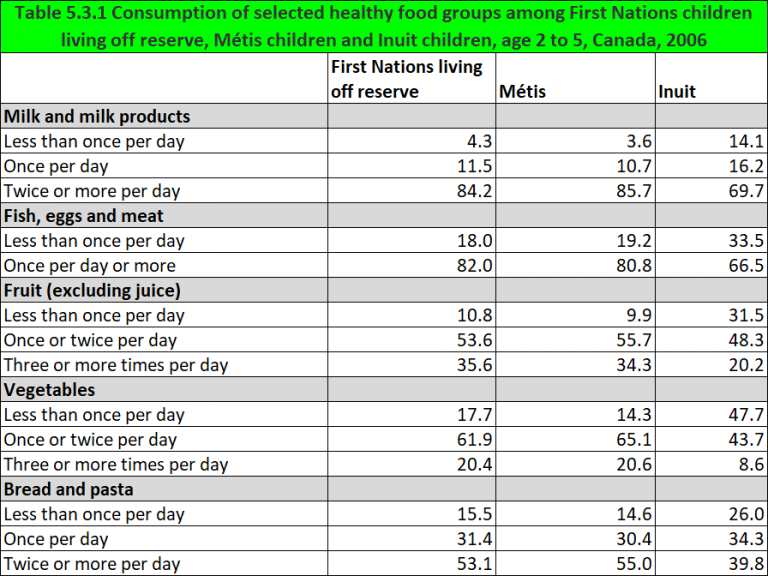 Table 5.3.1 Consumption of selected healthy food groups among First Nations children
living off reserve, Métis children and Inuit children, age 2 to 5, Canada, 2006
First Nations living
off reserve Métis Inuit
Milk and milk products
Less than once per day 4.3 3.6 14.1
Once per day 11.5 10.7 16.2
Twice or more per day 84.2 85.7 69.7
Fish, eggs and meat
Less than once per day 18.0 19.2 33.5
Once per day or more 82.0 80.8 66.5
Fruit (excluding juice)
Less than once per day 10.8 9.9 31.5
Once or twice per day 53.6 55.7 48.3
Three or more times per day 35.6 34.3 20.2
Vegetables
Less than once per day 17.7 14.3 47.7
Once or twice per day 61.9 65.1 43.7
Three or more times per day 20.4 20.6 8.6
Bread and pasta
Less than once per day 15.5 14.6 26.0
Once per day 31.4 30.4 34.3
Twice or more per day 53.1 55.0 39.8